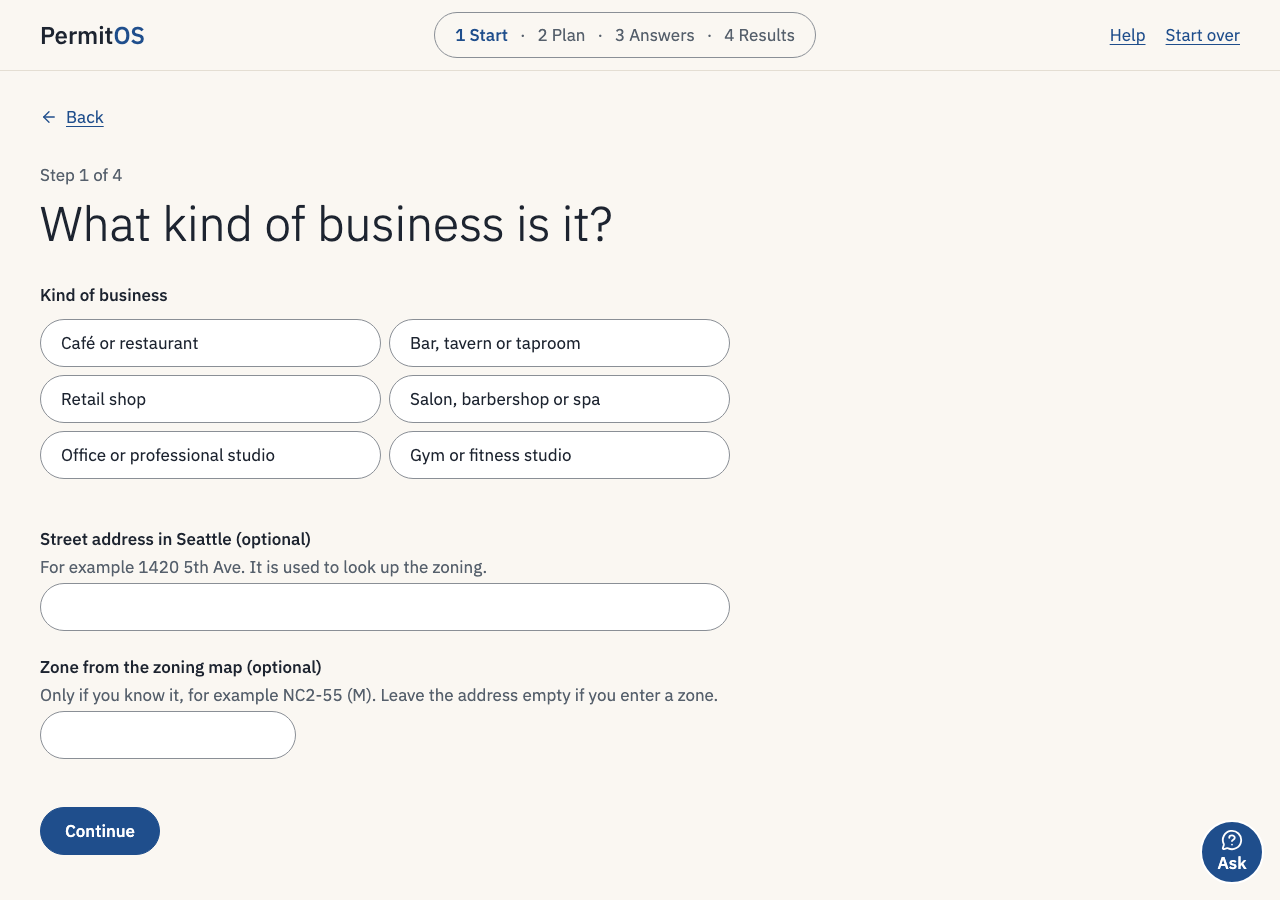 PermitOS
1 Start · 2 Plan · 3 Answers · 4 Results
Help Start over
Back
Step 1 of 4
What kind of business is it?
Kind of business
Café or restaurant
Bar, tavern or taproom
Retail shop
Salon, barbershop or spa
Office or professional studio
Gym or fitness studio
Street address in Seattle (optional)
For example 1420 5th Ave. It is used to look up the zoning.
Zone from the zoning map (optional)
Only if you know it, for example NC2-55 (M). Leave the address empty if you enter a zone.
Continue
Ask